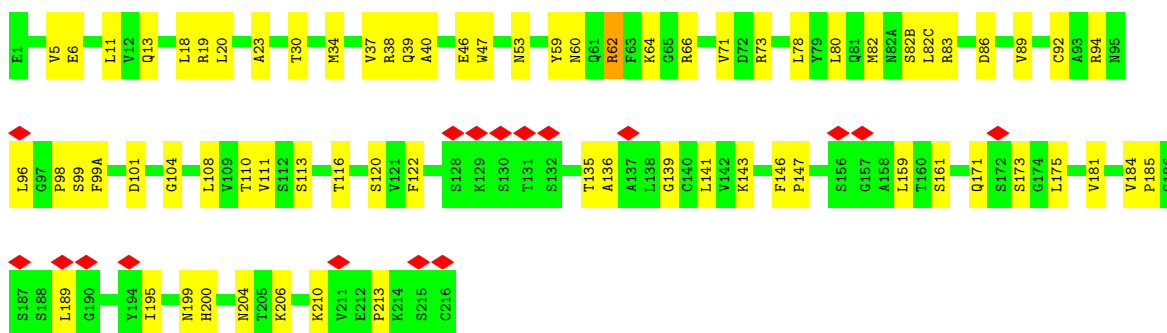 E1 V5 E6 L11 V12 Q13 L18 R19 L20 A23 T30 M34 V37 R38 Q39 A40 E46 W47 N53 Y59 N60 Q61 R62 F63 K64 G65 R66 V71 D72 R73 L78 Y79 L80 Q81 M82 N82A S82B L82C R83 D86 V89 C92 A93 R94 N95
L96 G97 P98 S99 F99A D101 G104 L108 V109 T110 V111 S112 S113 T116 S120 V121 F122 S128 K129 S130 T131 S132 T135 A136 A137 L138 G139 C140 L141 V142 K143 F146 P147 S156 G157 A158 L159 T160 S161 Q171 S172 S173 G174 L175 V181 V184 P185
S187 S188 L189 G190 Y194 I195 N199 H200 N204 T205 K206 K210 V211 E212 P213 K214 S215 C216